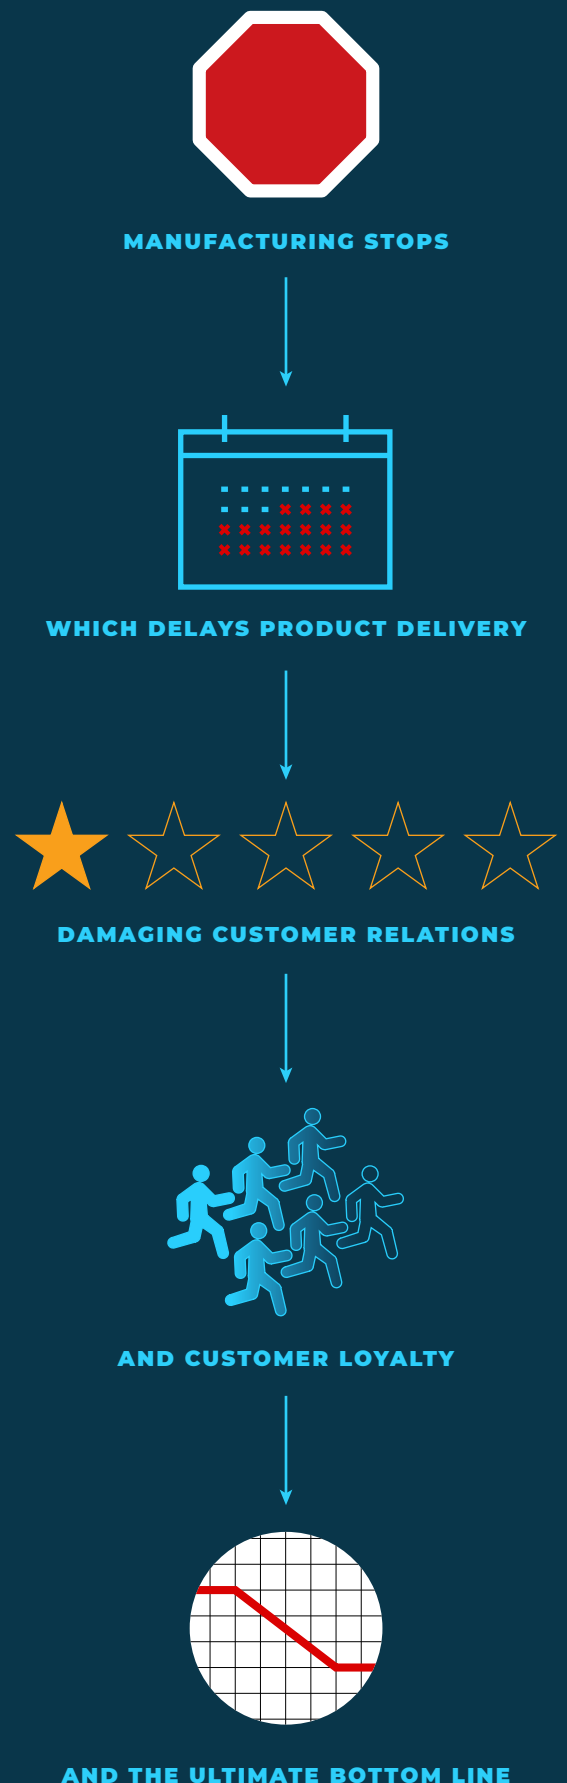 MANUFACTURING STOPS
WHICH DELAYS PRODUCT DELIVERY
DAMAGING CUSTOMER RELATIONS
AND CUSTOMER LOYALTY
AND THE ULTIMATE BOTTOM LINE